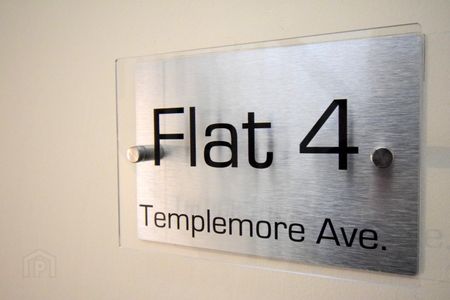 Flat 4
Templemore Ave.